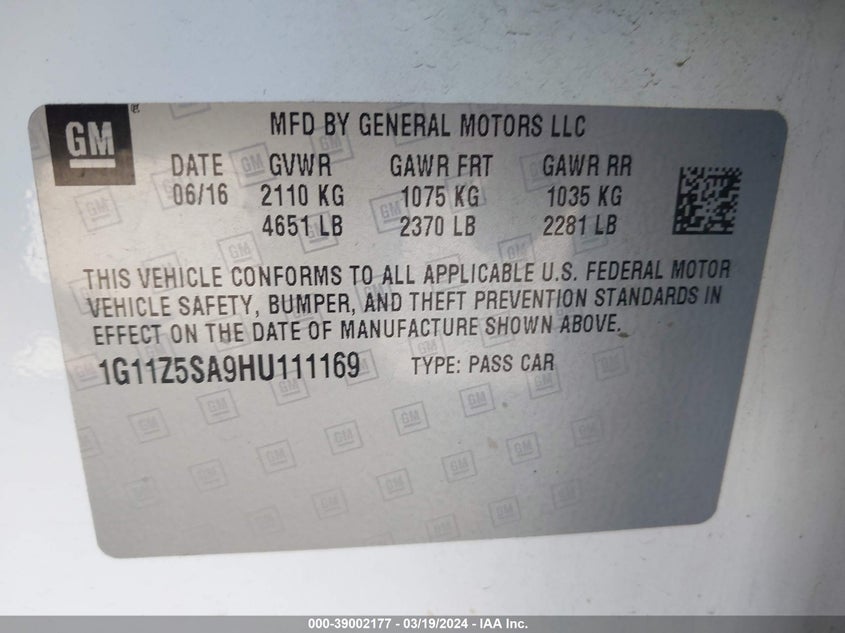 GM
®
MFD BY GENERAL MOTORS LLC
DATE GVWR GAWR FRT GAWR RR
06/16 2110 KG 1075 KG 1035 KG
4651 LB 2370 LB 2281 LB
THIS VEHICLE CONFORMS TO ALL APPLICABLE U.S. FEDERAL MOTOR
VEHICLE SAFETY, BUMPER, AND THEFT PREVENTION STANDARDS IN
EFFECT ON THE DATE OF MANUFACTURE SHOWN ABOVE.
1G11Z5SA9HU111169 TYPE: PASS CAR
000-39002177 - 03/19/2024 - IAA Inc.